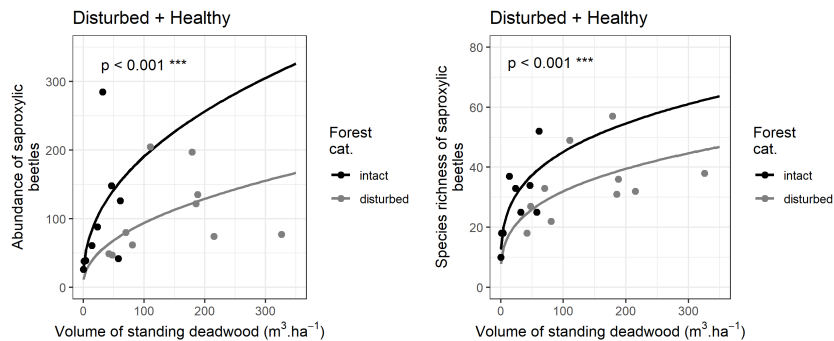 Disturbed + Healthy
p < 0.001 ***
Abundance of saproxylic
beetles
300
200
100
0
0 100 200 300
Volume of standing deadwood (m³.ha⁻¹)
Forest
cat.
intact
disturbed
Disturbed + Healthy
p < 0.001 ***
Species richness of saproxylic
beetles
80
60
40
20
0
0 100 200 300
Volume of standing deadwood (m³.ha⁻¹)
Forest
cat.
intact
disturbed